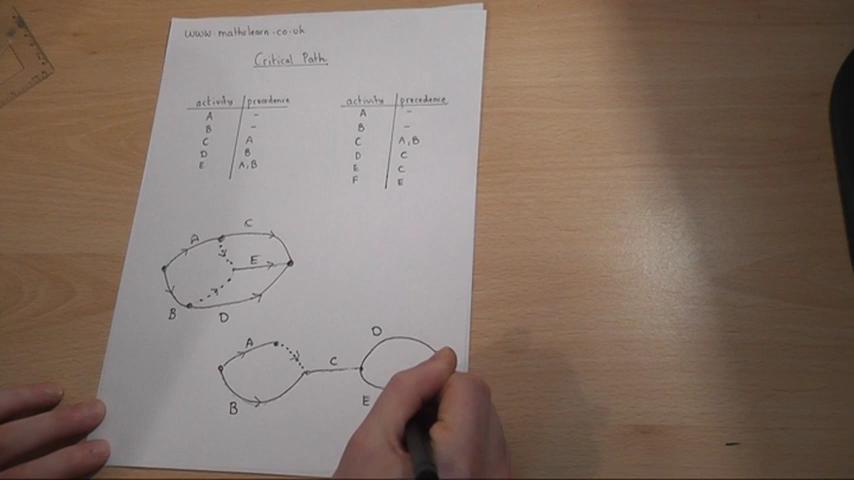 www.mathslearn.co.uk
Critical Path
activity precedence
A -
B -
C A
D B
E A,B
activity precedence
A -
B -
C A,B
D C
E C
F E
A C
E
B D
D
A C
B E